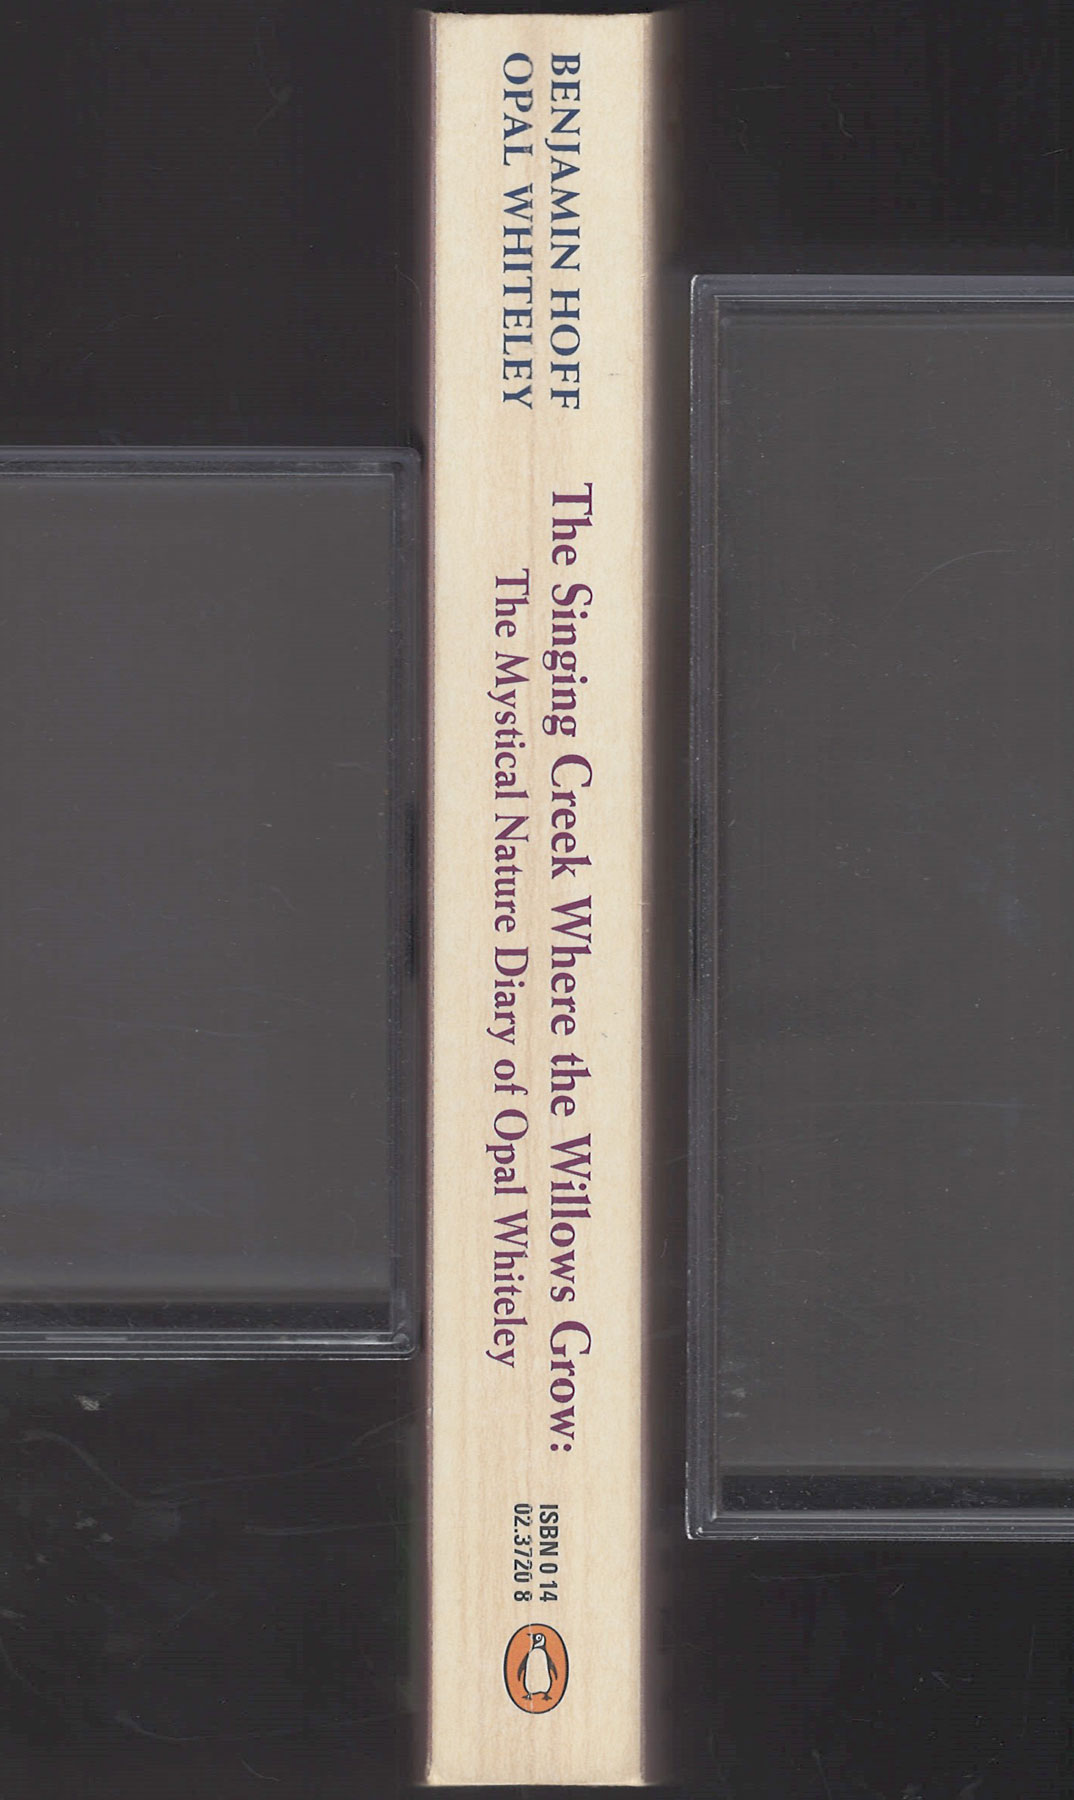 BENJAMIN HOFF
OPAL WHITELEY
The Singing Creek Where the Willows Grow:
The Mystical Nature Diary of Opal Whiteley
ISBN 0 14
02.3720 8